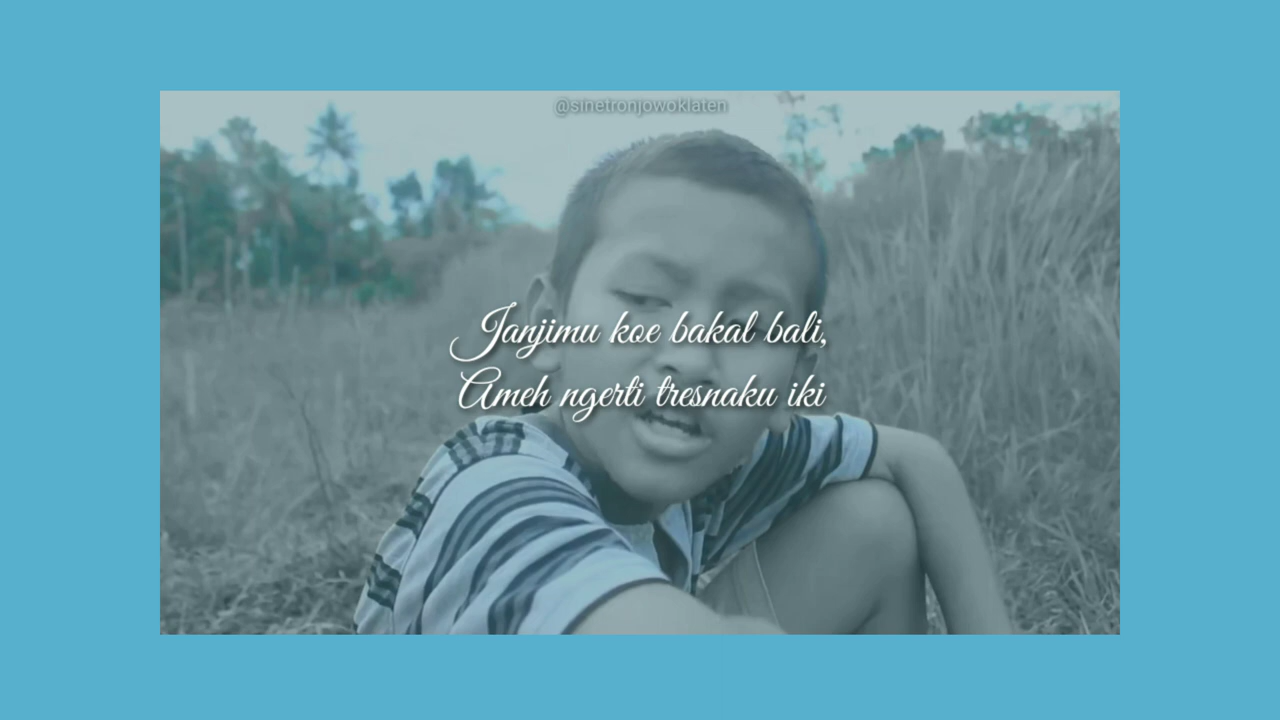 @sinetronjowoklaten
Janjimu koe bakal bali,
Ameh ngerti tresnaku iki